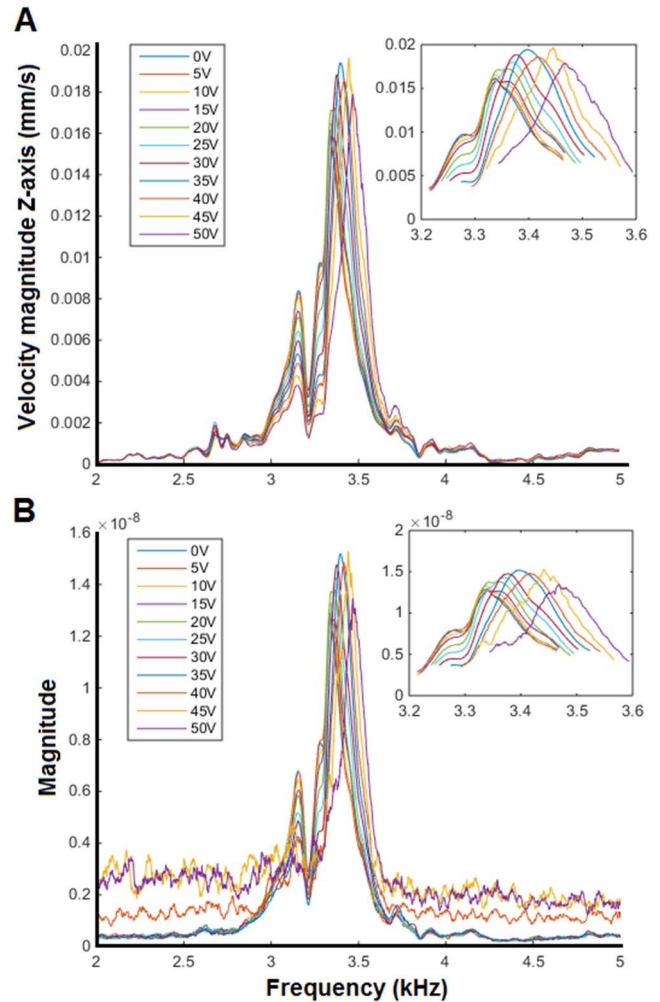 A
Velocity magnitude Z-axis (mm/s)
0.02
0.018
0.016
0.014
0.012
0.01
0.008
0.006
0.004
0.002
0
2 2.5 3 3.5 4 4.5 5
0V
5V
10V
15V
20V
25V
30V
35V
40V
45V
50V
0.02
0.015
0.01
0.005
0
3.2 3.3 3.4 3.5 3.6
B
Magnitude
×10⁻⁸
1.6
1.4
1.2
1
0.8
0.6
0.4
0.2
0
2 2.5 3 3.5 4 4.5 5
Frequency (kHz)
0V
5V
10V
15V
20V
25V
30V
35V
40V
45V
50V
×10⁻⁸
2
1.5
1
0.5
0
3.2 3.3 3.4 3.5 3.6